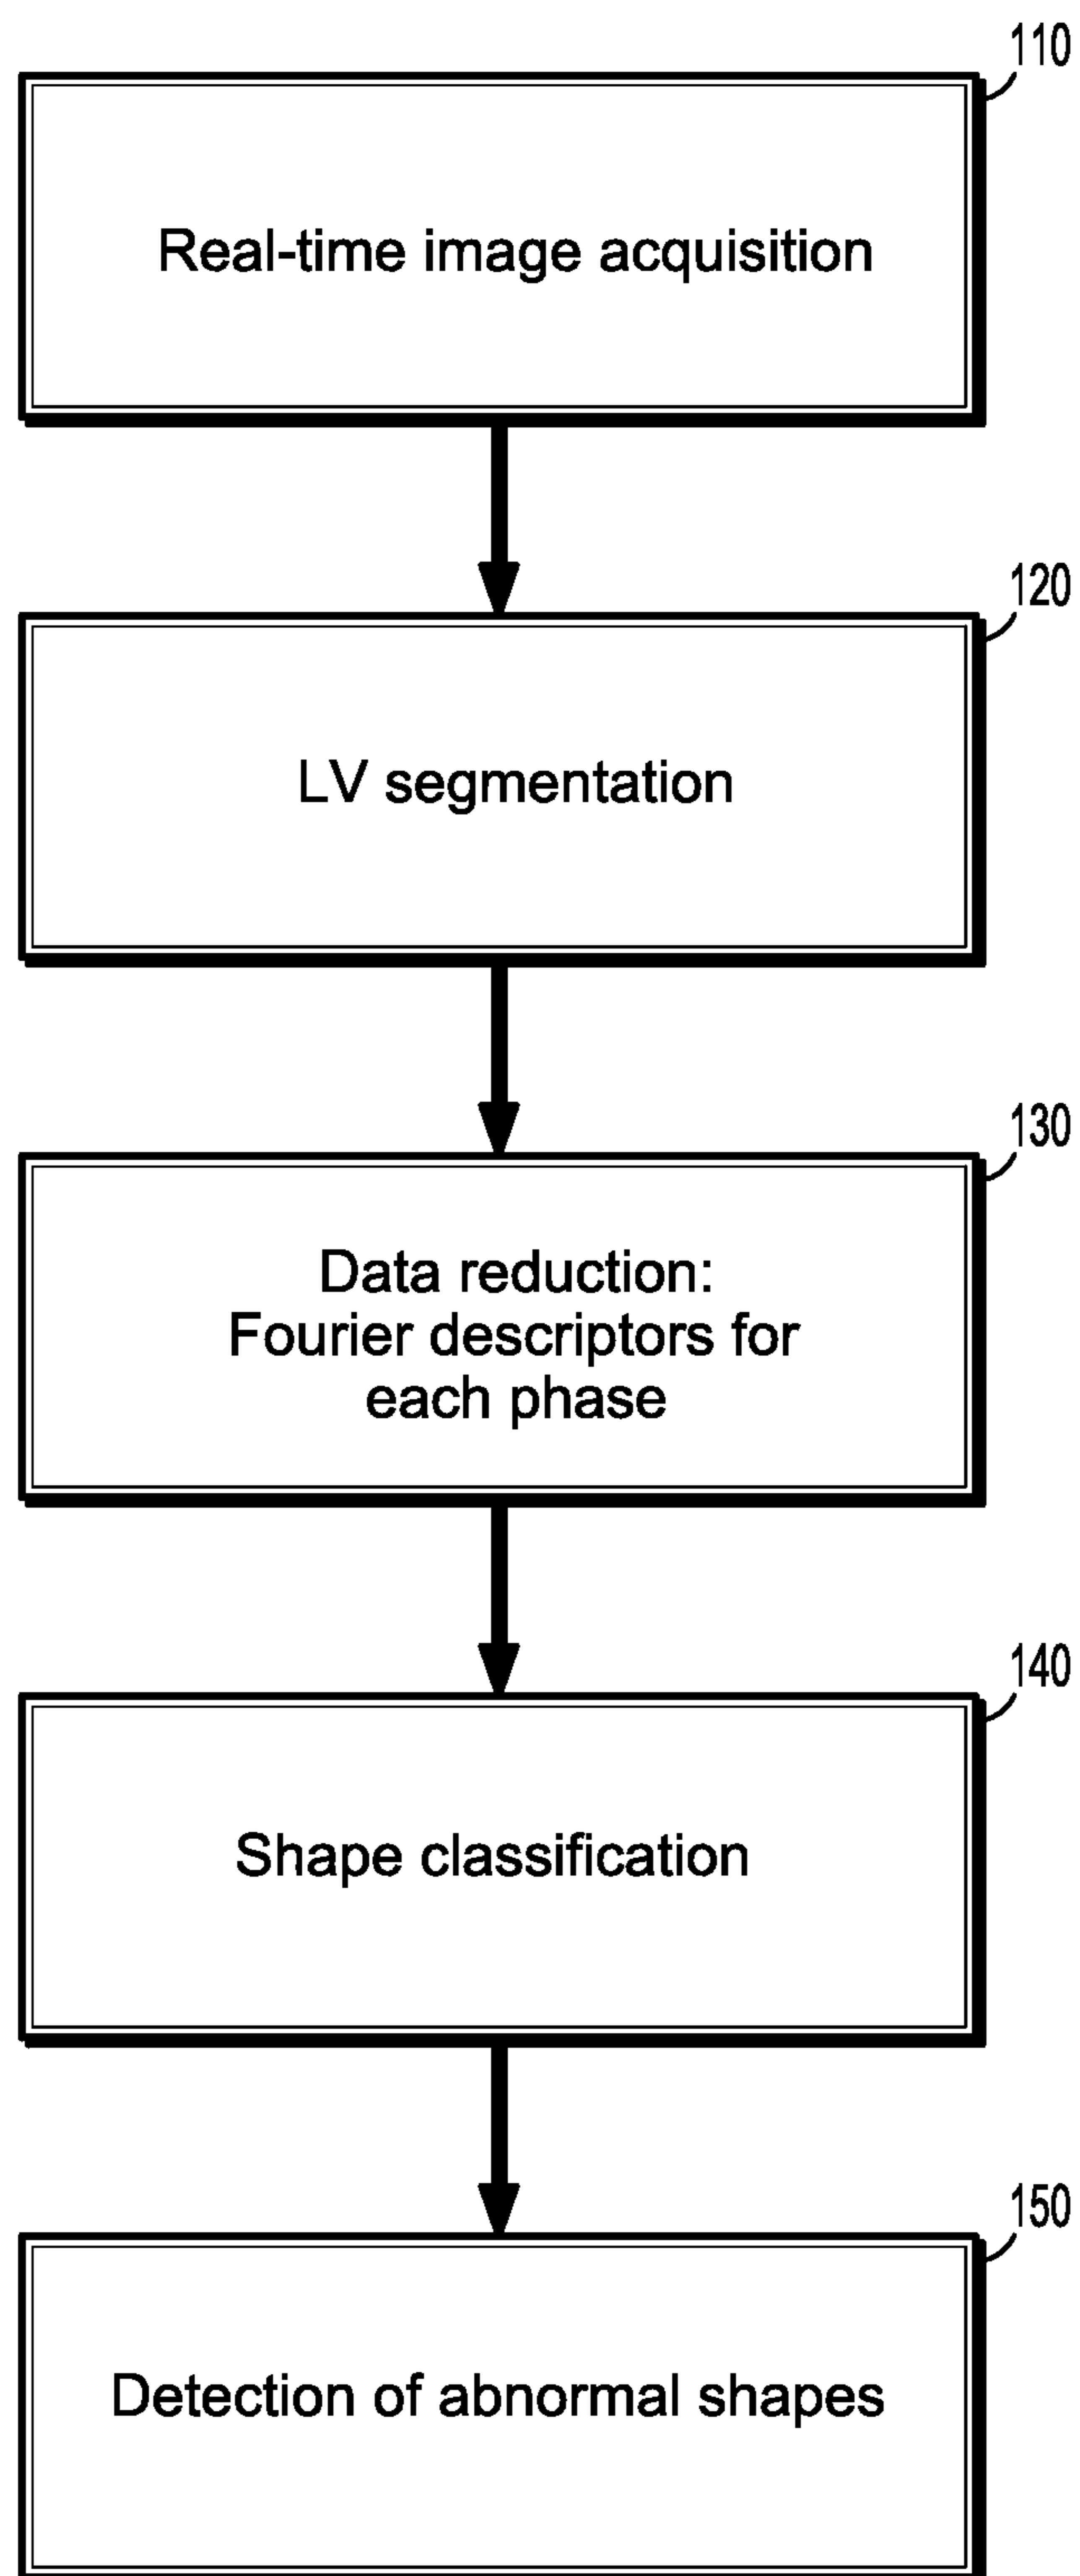 110
Real-time image acquisition
120
LV segmentation
130
Data reduction:
Fourier descriptors for
each phase
140
Shape classification
150
Detection of abnormal shapes